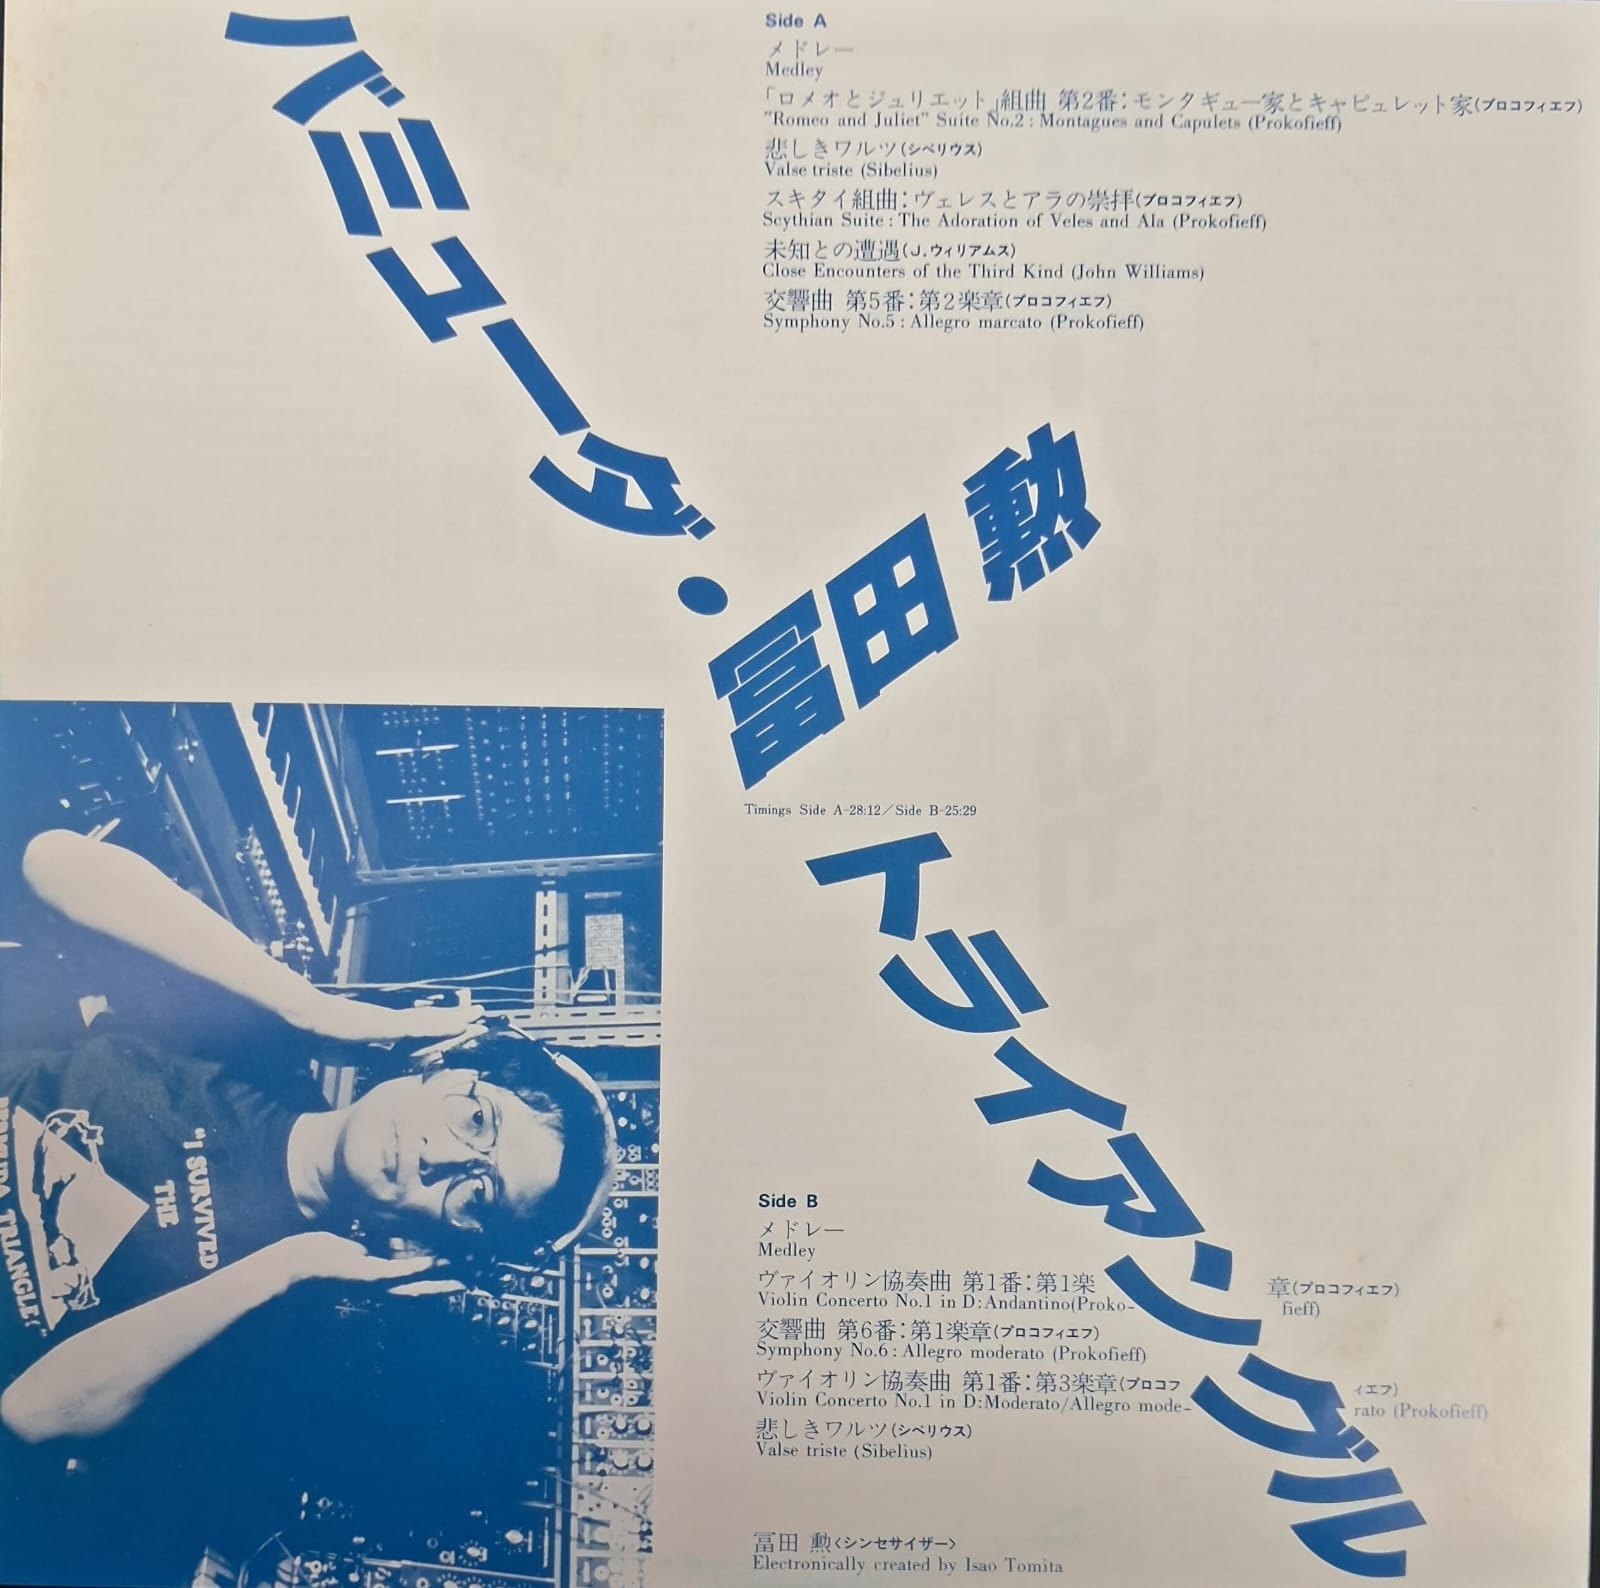 Side A
メドレー
Medley
「ロメオとジュリエット」組曲 第2番:モンタギュー家とキャピュレット家(プロコフィエフ)
"Romeo and Juliet" Suite No.2 : Montagues and Capulets (Prokofieff)
悲しきワルツ(シベリウス)
Valse triste (Sibelius)
スキタイ組曲:ヴェレスとアラの崇拝(プロコフィエフ)
Scythian Suite : The Adoration of Veles and Ala (Prokofieff)
未知との遭遇(J.ウィリアムス)
Close Encounters of the Third Kind (John Williams)
交響曲 第5番:第2楽章(プロコフィエフ)
Symphony No.5 : Allegro marcato (Prokofieff)
バミューダ・
トライアングル
冨田 勲
Timings Side A-28:12/Side B-25:29
"I SURVIVED
THE
BERMUDA TRIANGLE!"
Side B
メドレー
Medley
ヴァイオリン協奏曲 第1番:第1楽章(プロコフィエフ)
Violin Concerto No.1 in D:Andantino(Proko-fieff)
交響曲 第6番:第1楽章(プロコフィエフ)
Symphony No.6 : Allegro moderato (Prokofieff)
ヴァイオリン協奏曲 第1番:第3楽章(プロコフィエフ)
Violin Concerto No.1 in D:Moderato/Allegro mode-rato (Prokofieff)
悲しきワルツ(シベリウス)
Valse triste (Sibelius)
冨田 勲<シンセサイザー>
Electronically created by Isao Tomita